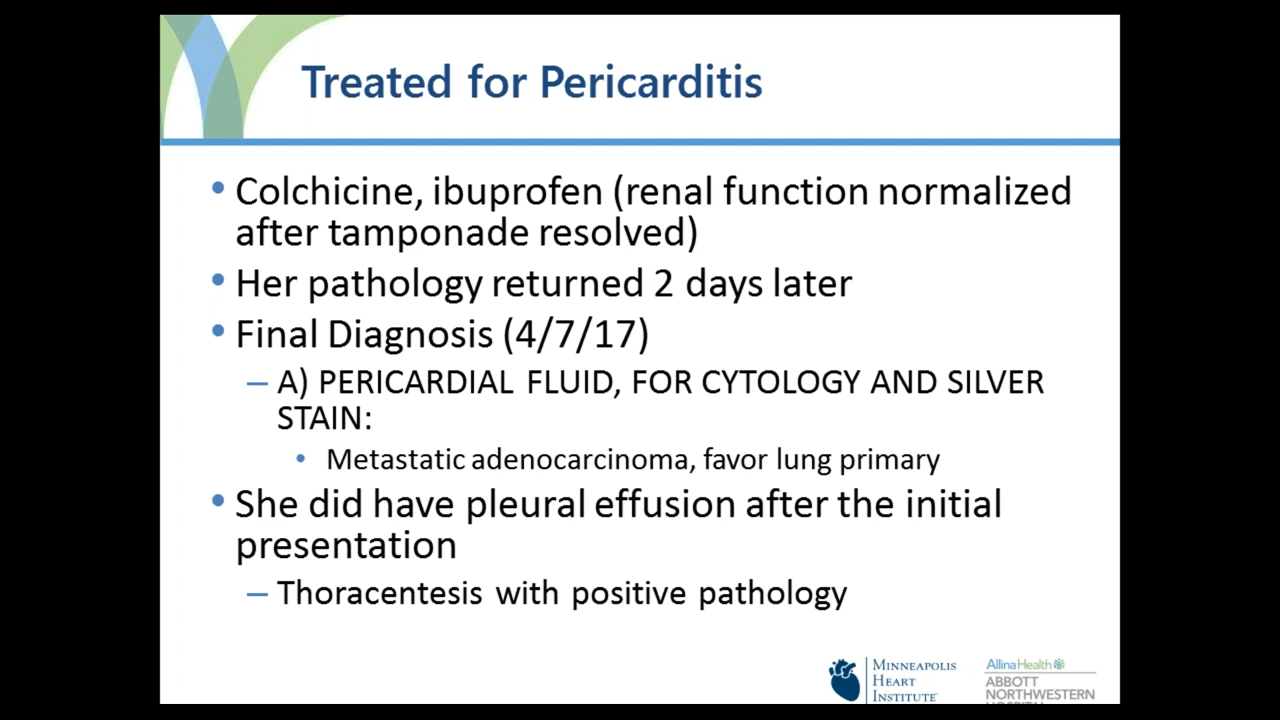 Treated for Pericarditis
• Colchicine, ibuprofen (renal function normalized
after tamponade resolved)
• Her pathology returned 2 days later
• Final Diagnosis (4/7/17)
– A) PERICARDIAL FLUID, FOR CYTOLOGY AND SILVER
STAIN:
• Metastatic adenocarcinoma, favor lung primary
• She did have pleural effusion after the initial
presentation
– Thoracentesis with positive pathology
MINNEAPOLIS
HEART
INSTITUTE
AllinaHealth
ABBOTT
NORTHWESTERN
HOSPITAL